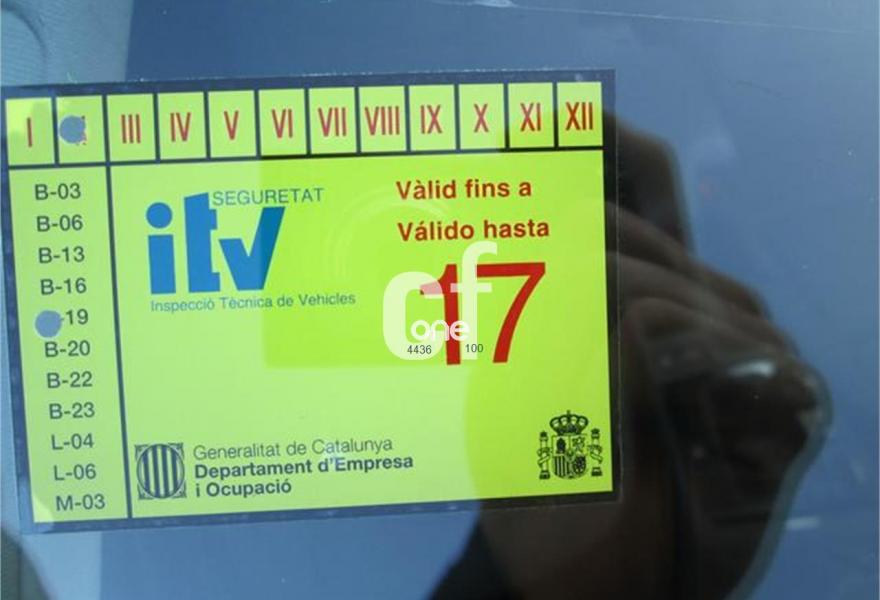 I III IV V VI VII VIII IX X XI XII
B-03
B-06
B-13
B-16
19
B-20
B-22
B-23
L-04
L-06
M-03
SEGURETAT
itv
Inspecció Tècnica de Vehicles
Vàlid fins a
Válido hasta
17
cf
one
4436 100
Generalitat de Catalunya
Departament d'Empresa
i Ocupació